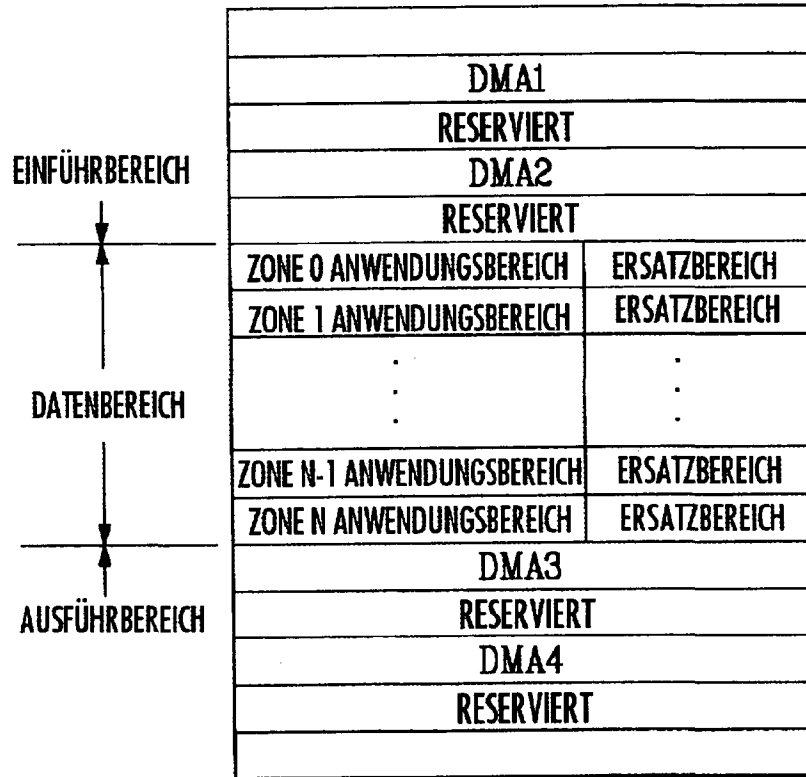 DMA1
RESERVIERT
EINFÜHRBEREICH
DMA2
RESERVIERT
ZONE 0 ANWENDUNGSBEREICH ERSATZBEREICH
ZONE 1 ANWENDUNGSBEREICH ERSATZBEREICH
DATENBEREICH
ZONE N-1 ANWENDUNGSBEREICH ERSATZBEREICH
ZONE N ANWENDUNGSBEREICH ERSATZBEREICH
DMA3
AUSFÜHRBEREICH
RESERVIERT
DMA4
RESERVIERT